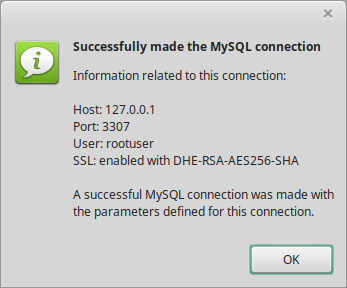 Successfully made the MySQL connection
Information related to this connection:
Host: 127.0.0.1
Port: 3307
User: rootuser
SSL: enabled with DHE-RSA-AES256-SHA
A successful MySQL connection was made with
the parameters defined for this connection.
OK